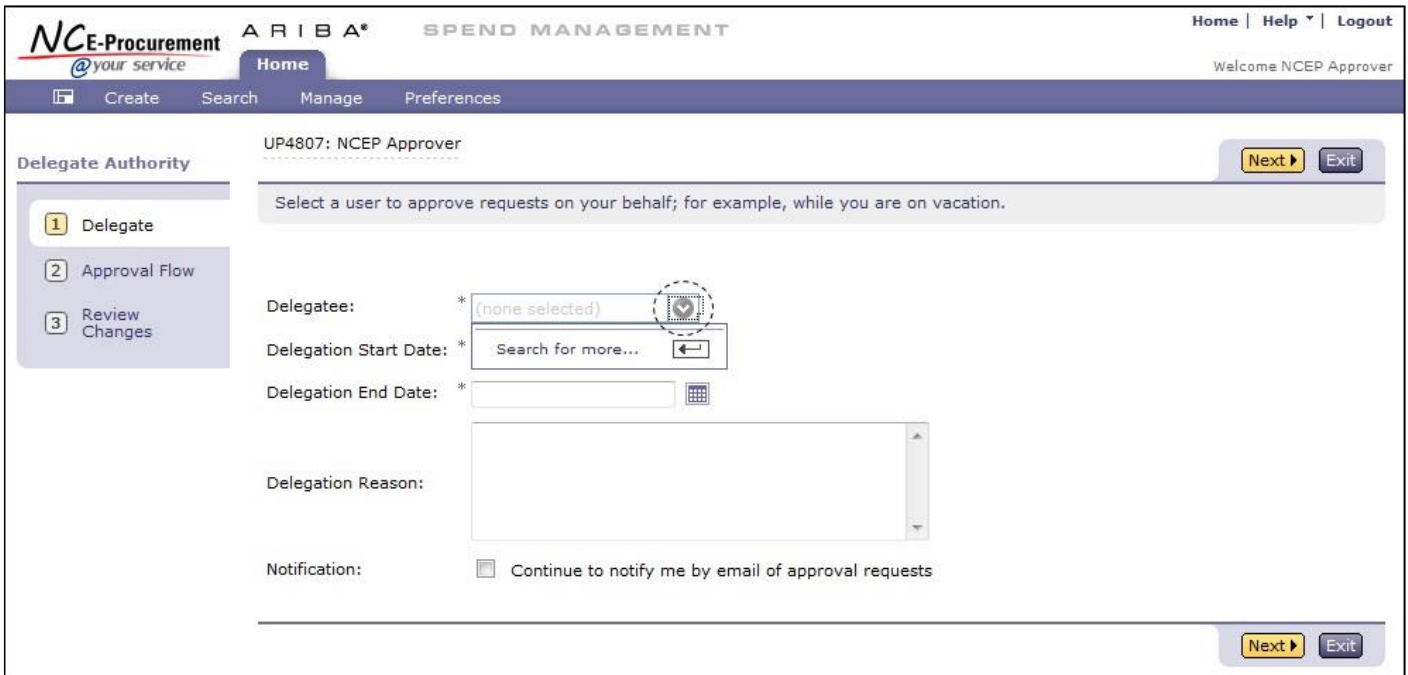 NCE-Procurement
@your service
ARIBA® SPEND MANAGEMENT
Home | Help | Logout
Home
Welcome NCEP Approver
Create Search Manage Preferences
Delegate Authority
1 Delegate
2 Approval Flow
3 Review
Changes
UP4807: NCEP Approver
Next Exit
Select a user to approve requests on your behalf; for example, while you are on vacation.
Delegatee: * (none selected)
Delegation Start Date: * Search for more...
Delegation End Date: *
Delegation Reason:
Notification: Continue to notify me by email of approval requests
Next Exit